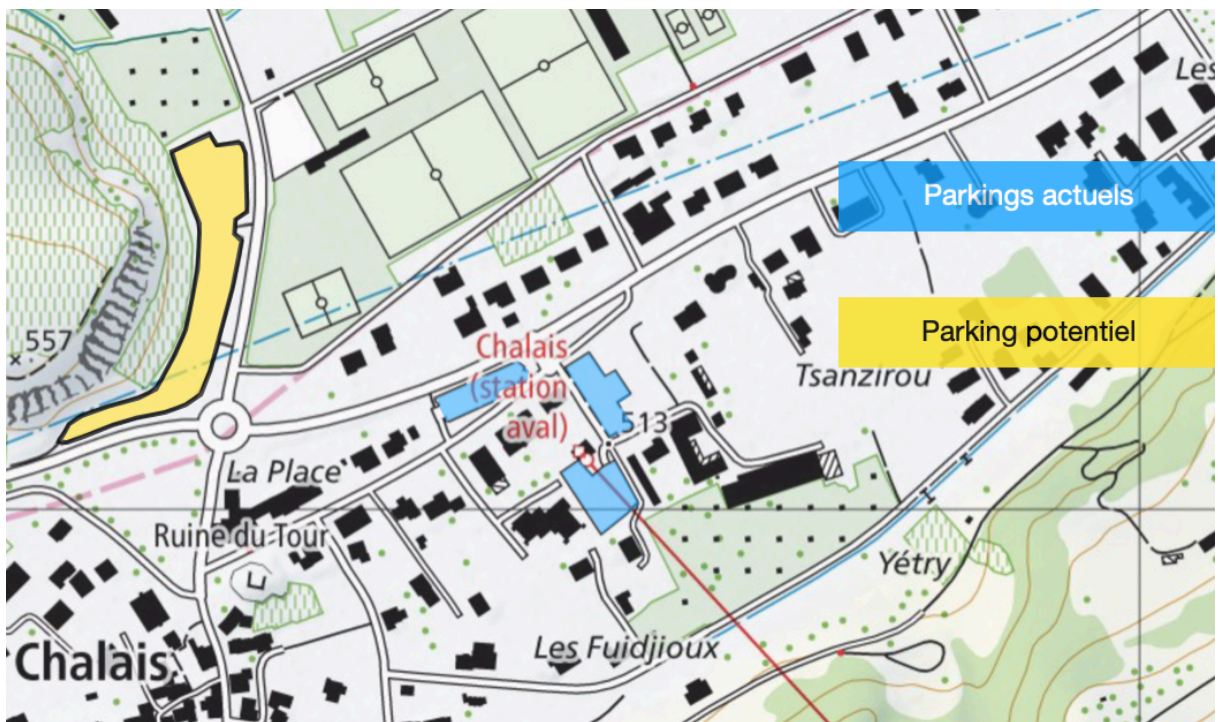 Les
Parkings actuels
557
Parking potentiel
Chalais
(station
aval)
Tsanzirou
513
La Place
Ruine du Tour
Yétry
Les Fuidjioux
Chalais